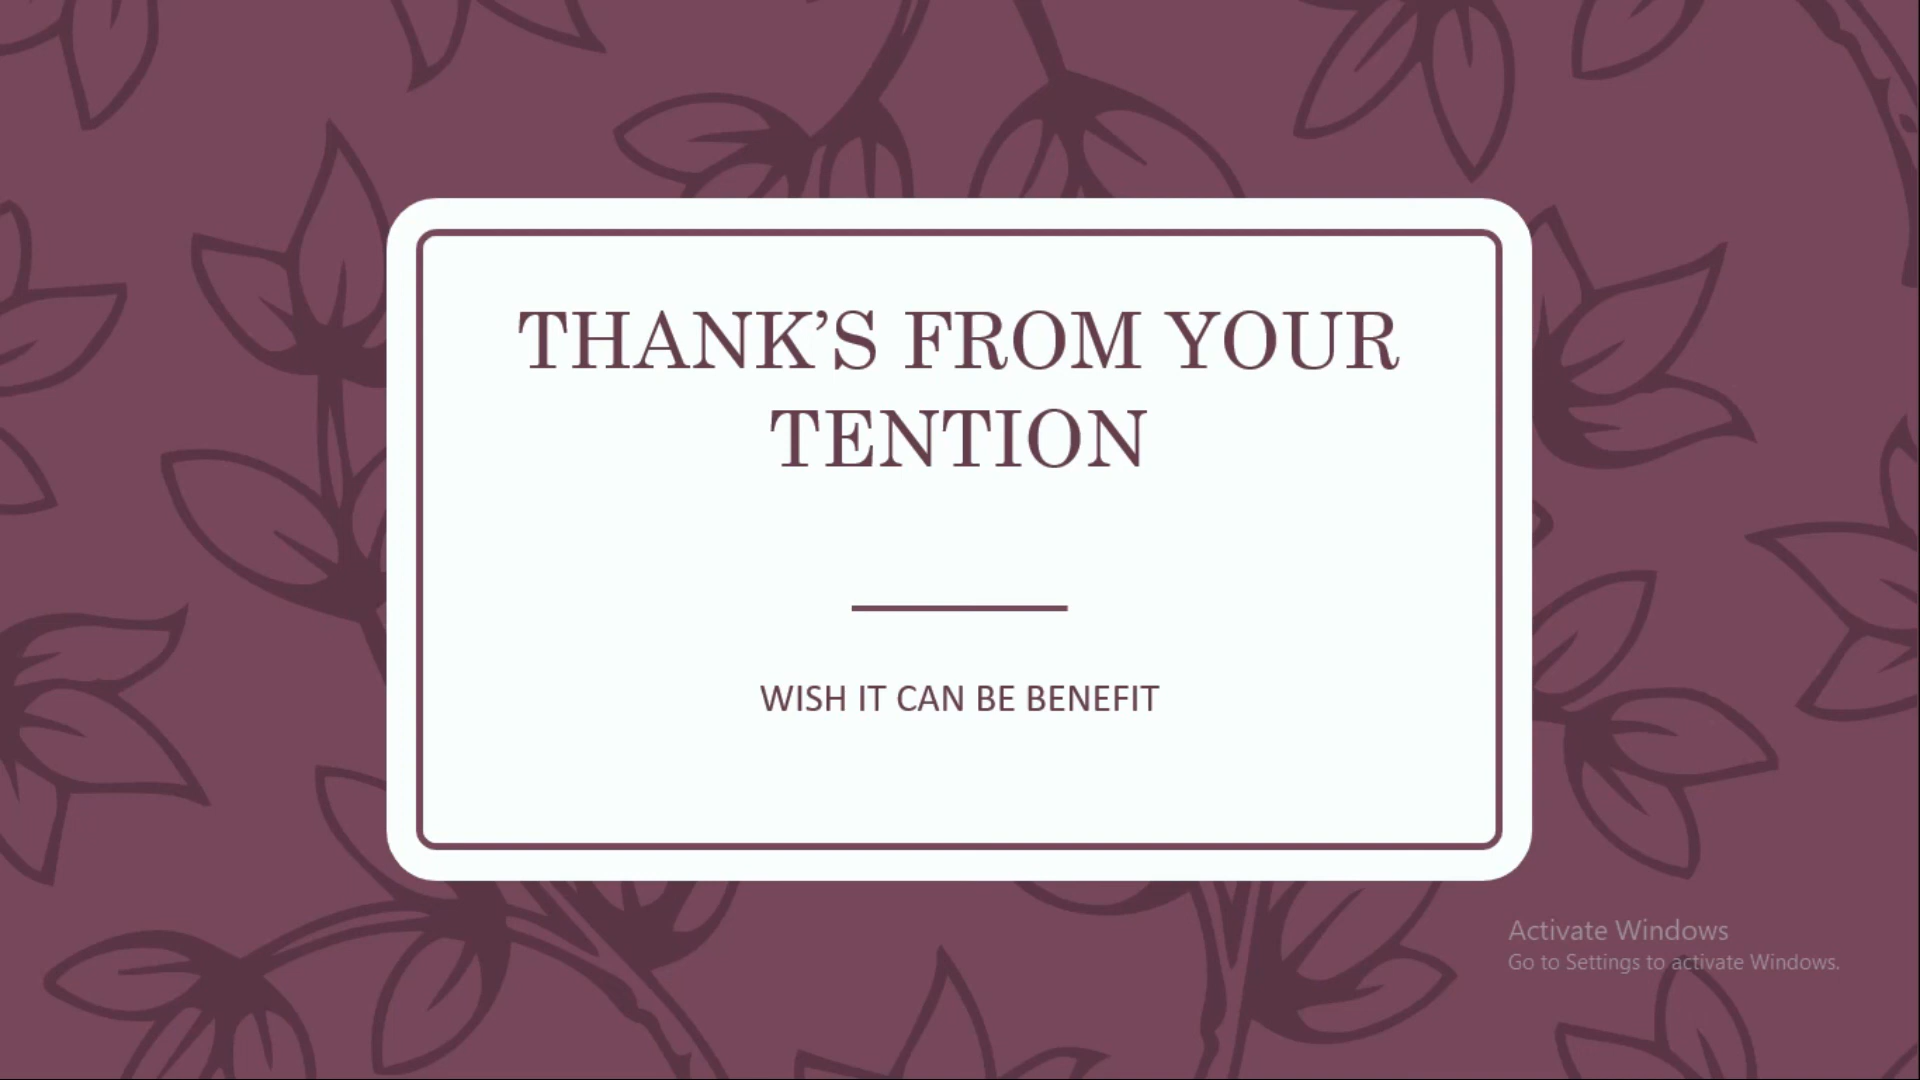 THANK’S FROM YOUR
TENTION
WISH IT CAN BE BENEFIT
Activate Windows
Go to Settings to activate Windows.